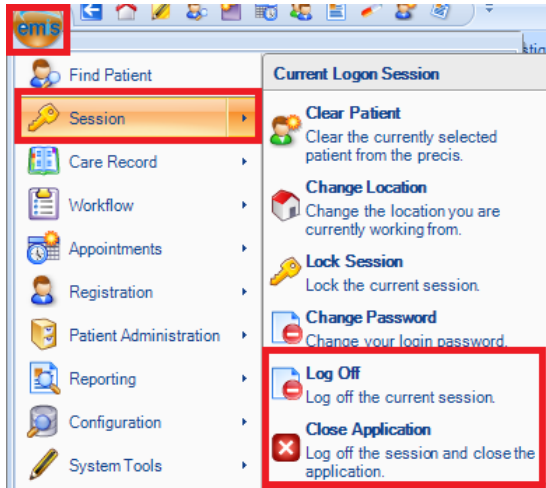 emis
Find Patient
Session
Care Record
Workflow
Appointments
Registration
Patient Administration
Reporting
Configuration
System Tools
Current Logon Session
Clear Patient
Clear the currently selected
patient from the precis.
Change Location
Change the location you are
currently working from.
Lock Session
Lock the current session.
Change Password
Change your login password.
Log Off
Log off the current session.
Close Application
Log off the session and close the
application.